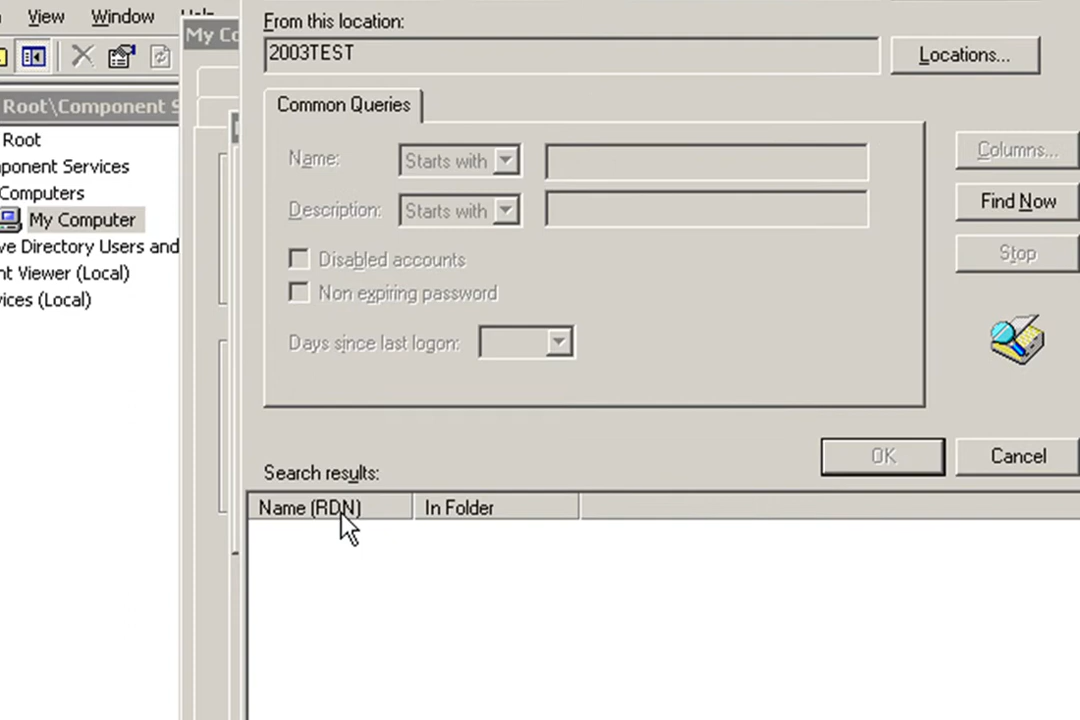 View Window Help
My Co
Root\Component S
Root
ponent Services
Computers
My Computer
ve Directory Users and
nt Viewer (Local)
ices (Local)
From this location:
2003TEST
Locations...
Common Queries
Name: Starts with
Description: Starts with
Disabled accounts
Non expiring password
Days since last logon:
Columns...
Find Now
Stop
OK Cancel
Search results:
Name (RDN) In Folder